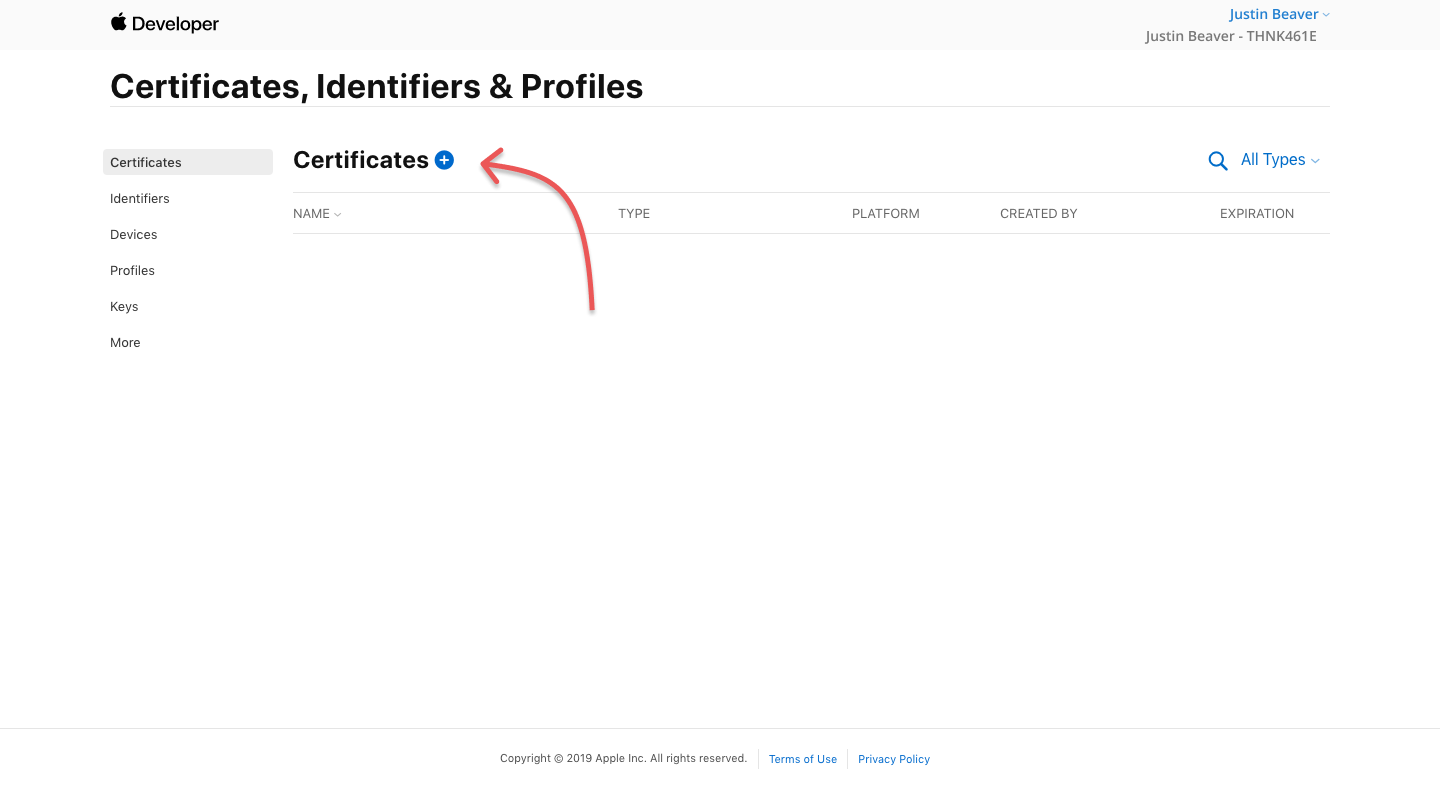 Developer
Justin Beaver
Justin Beaver - THNK461E
Certificates, Identifiers & Profiles
Certificates
Identifiers
Devices
Profiles
Keys
More
Certificates
All Types
NAME TYPE PLATFORM CREATED BY EXPIRATION
Copyright © 2019 Apple Inc. All rights reserved. Terms of Use Privacy Policy